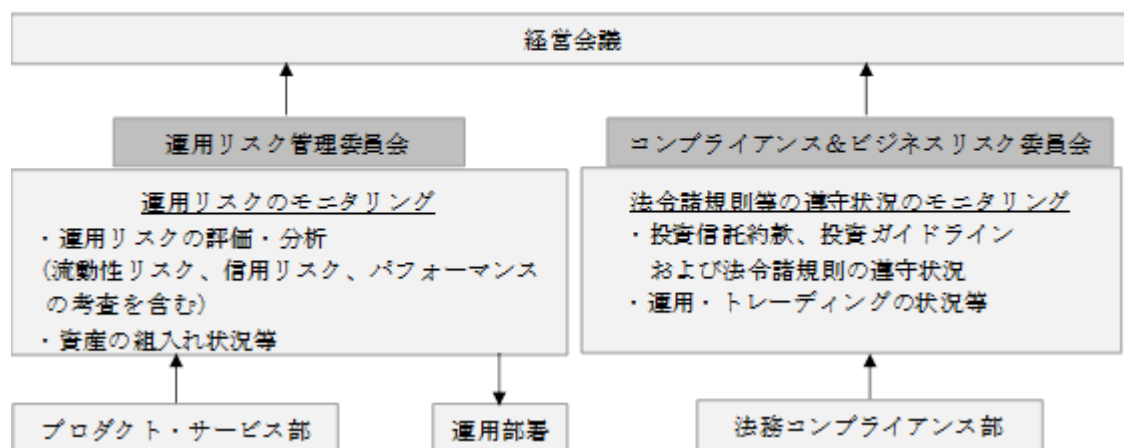 経営会議
運用リスク管理委員会
運用リスクのモニタリング
・運用リスクの評価・分析
(流動性リスク、信用リスク、パフォーマンス
の考査を含む)
・資産の組入れ状況等
コンプライアンス＆ビジネスリスク委員会
法令諸規則等の遵守状況のモニタリング
・投資信託約款、投資ガイドライン
および法令諸規則の遵守状況
・運用・トレーディングの状況等
プロダクト・サービス部
運用部署
法務コンプライアンス部